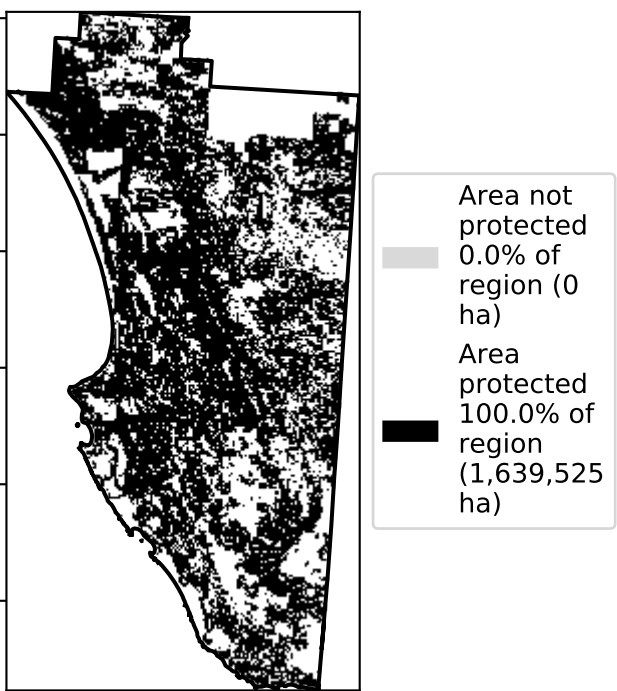 Area not
protected
0.0% of
region (0
ha)
Area
protected
100.0% of
region
(1,639,525
ha)